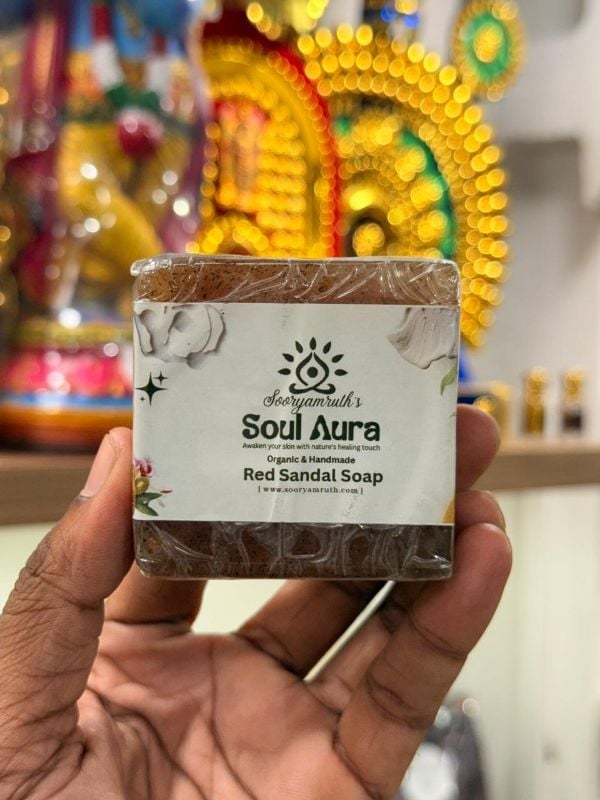 Sooryamruth's
Soul Aura
Awaken your skin with nature's healing touch
Organic & Handmade
Red Sandal Soap
| www.sooryamruth.com |